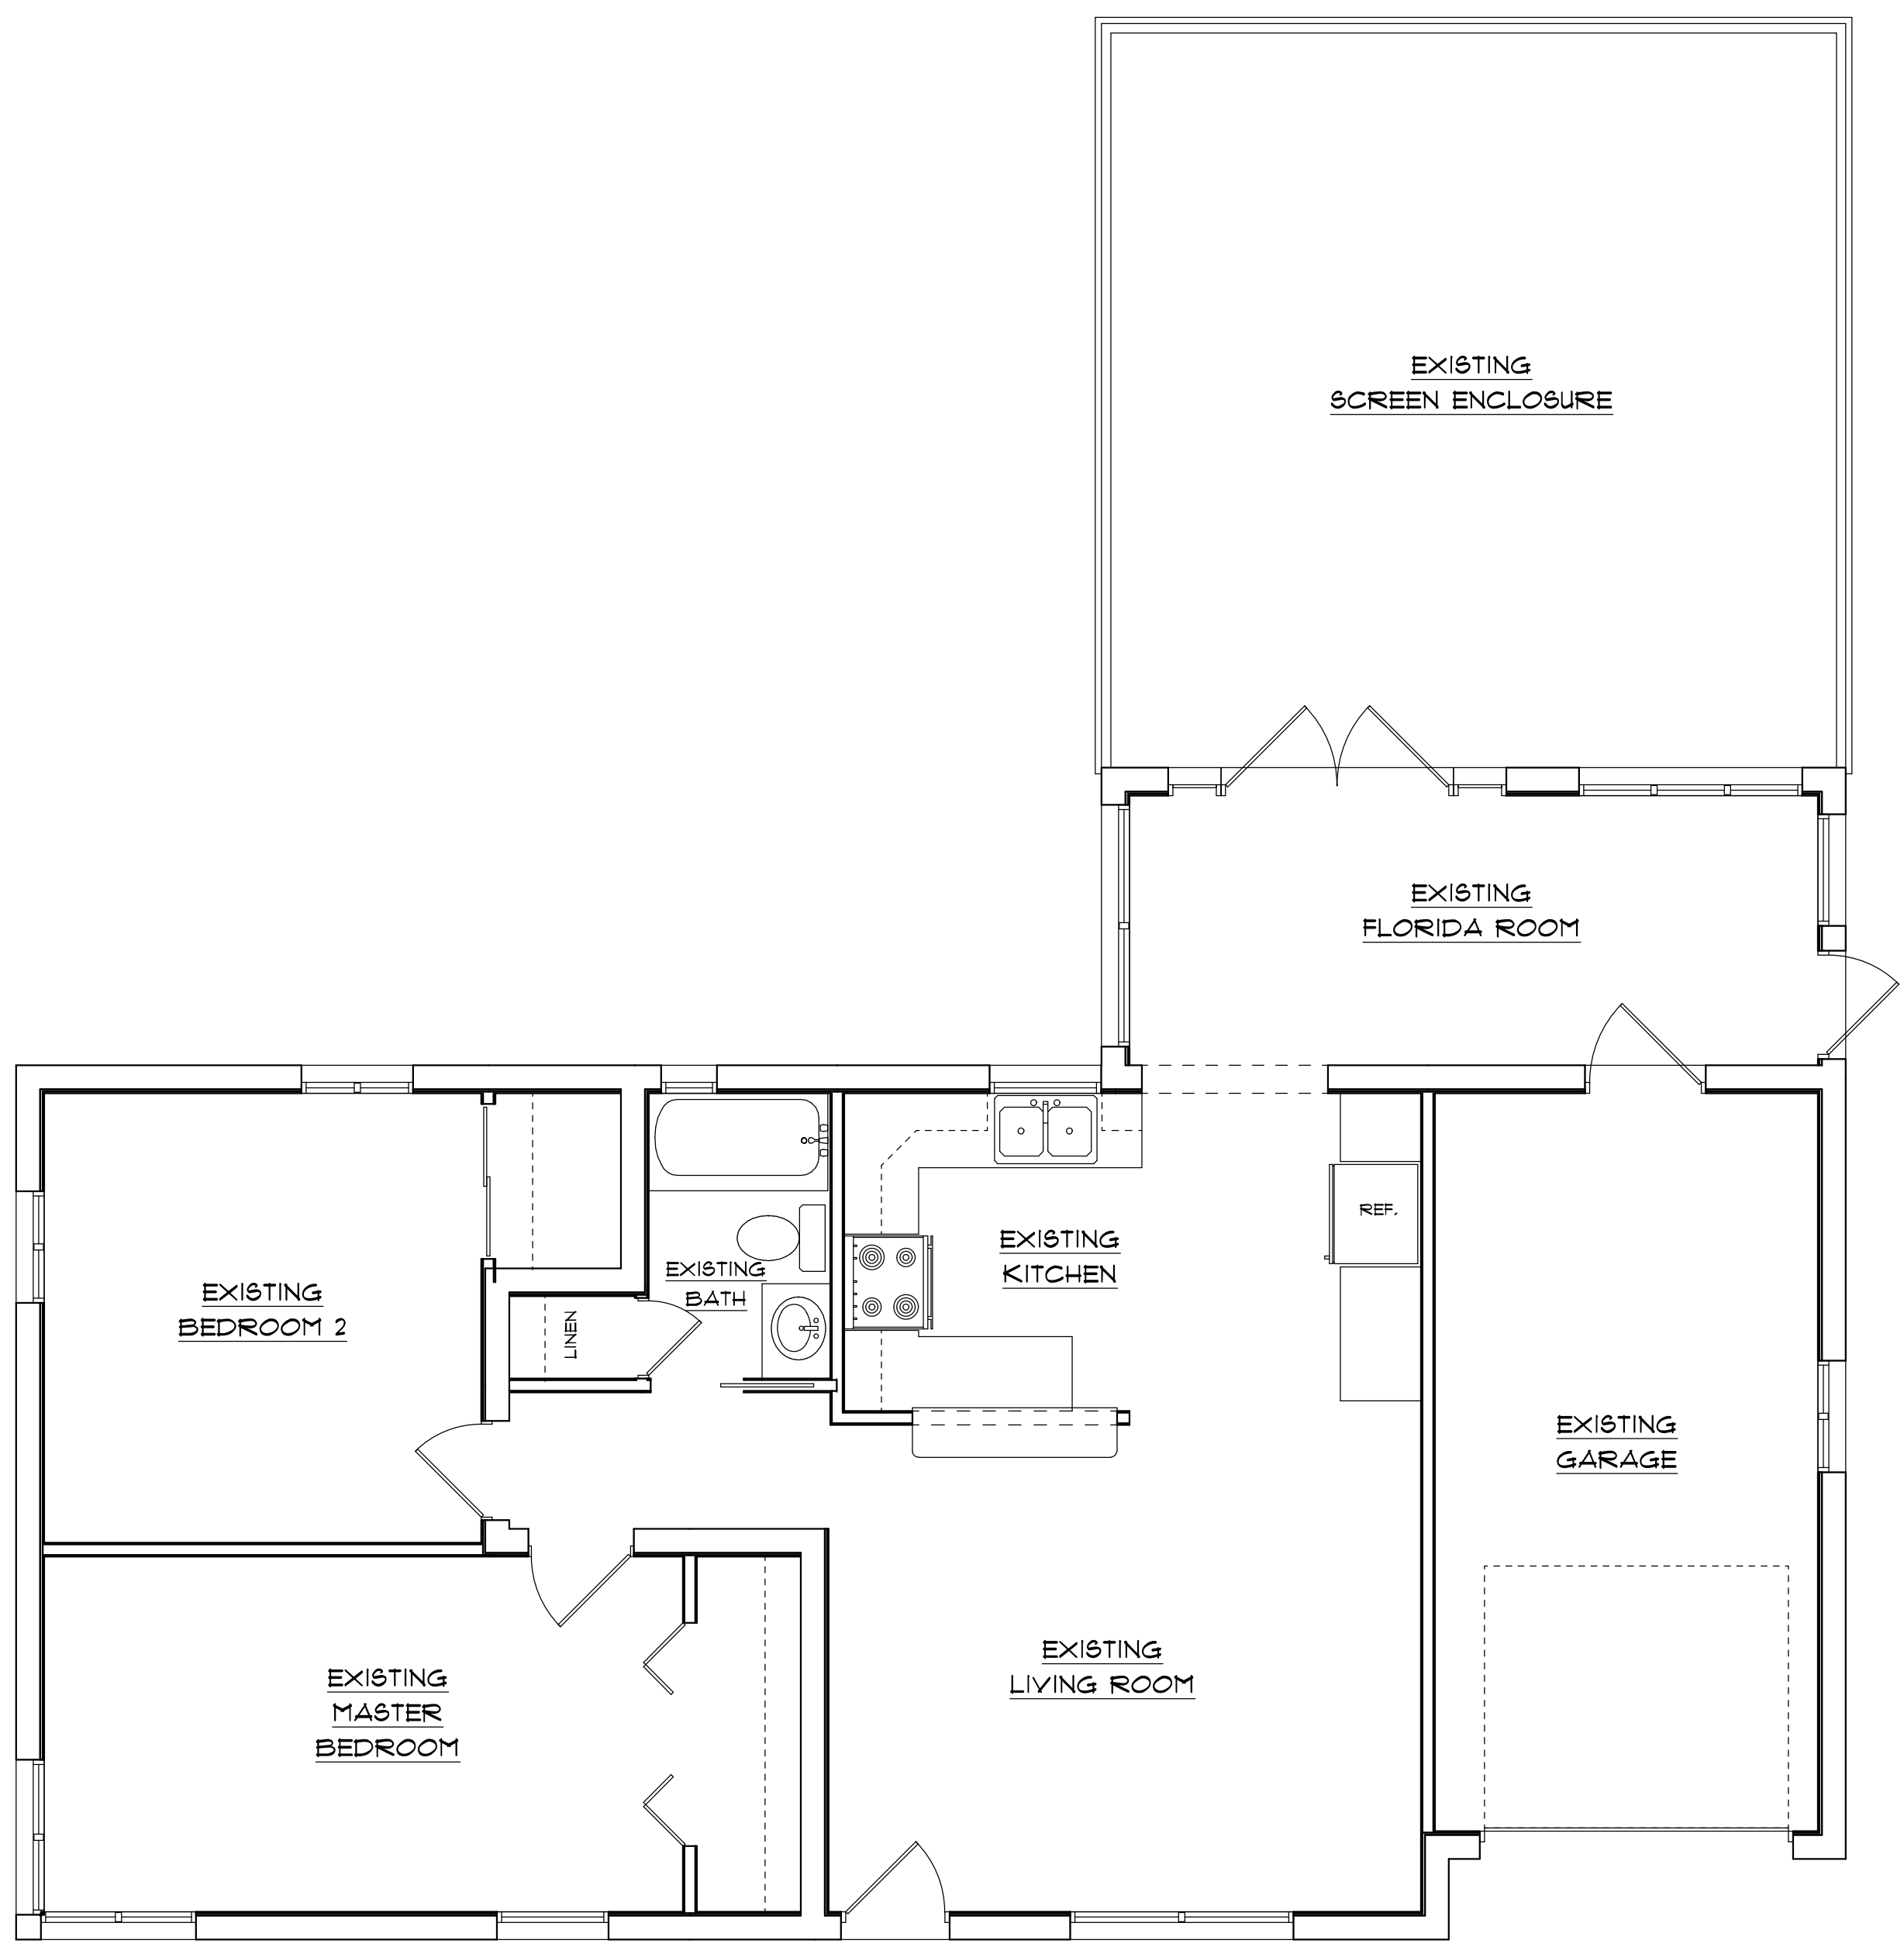 EXISTING
SCREEN ENCLOSURE
EXISTING
FLORIDA ROOM
EXISTING
BEDROOM 2
LINEN
EXISTING
BATH
EXISTING
KITCHEN
REF.
EXISTING
GARAGE
EXISTING
MASTER
BEDROOM
EXISTING
LIVING ROOM